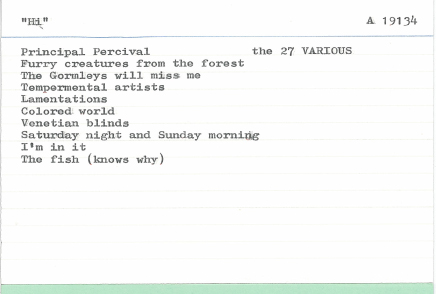 "Hi" A 19134
Principal Percival the 27 VARIOUS
Furry creatures from the forest
The Gormleys will miss me
Tempermental artists
Lamentations
Colored world
Venetian blinds
Saturday night and Sunday morning
I'm in it
The fish (knows why)